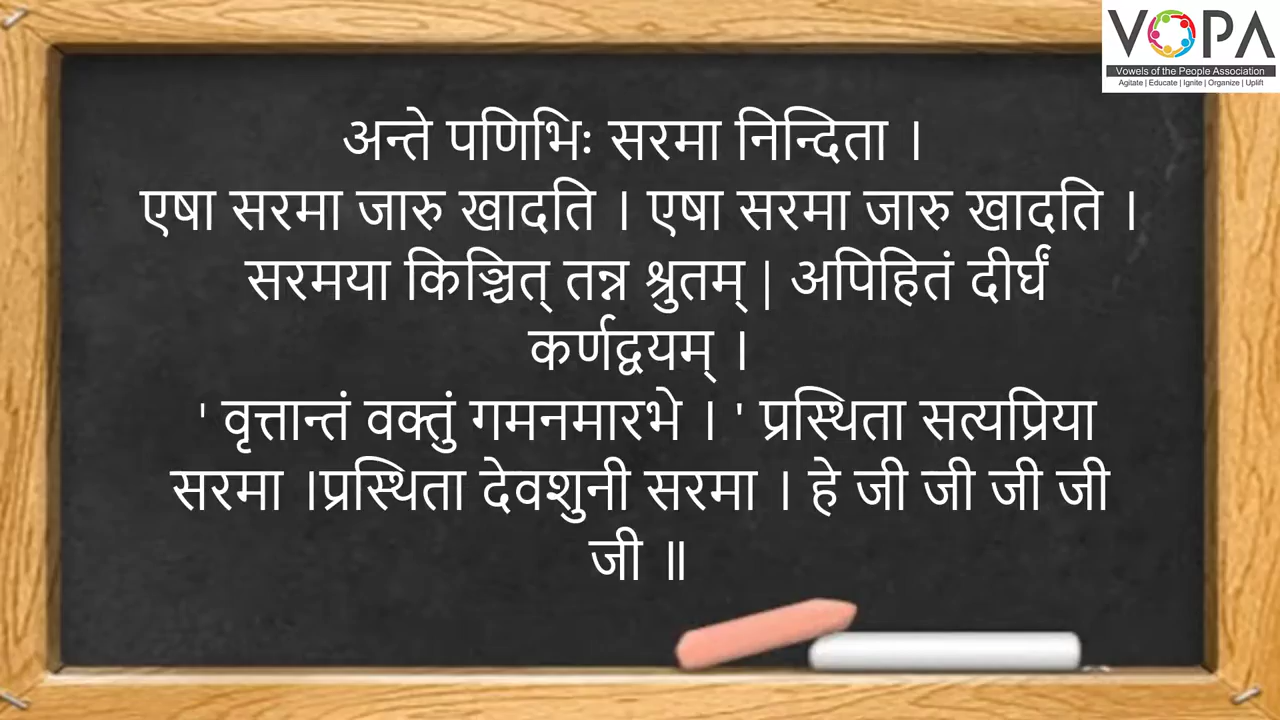 VOPA
Vowels of the People Association
Agitate | Educate | Ignite | Organize | Uplift
अन्ते पणिभिः सरमा निन्दिता ।
एषा सरमा जारु खादति । एषा सरमा जारु खादति ।
सरमया किञ्चित् तन्न श्रुतम् | अपिहितं दीर्घं
कर्णद्वयम् ।
' वृत्तान्तं वक्तुं गमनमारभे । ' प्रस्थिता सत्यप्रिया
सरमा ।प्रस्थिता देवशुनी सरमा । हे जी जी जी जी
जी ॥